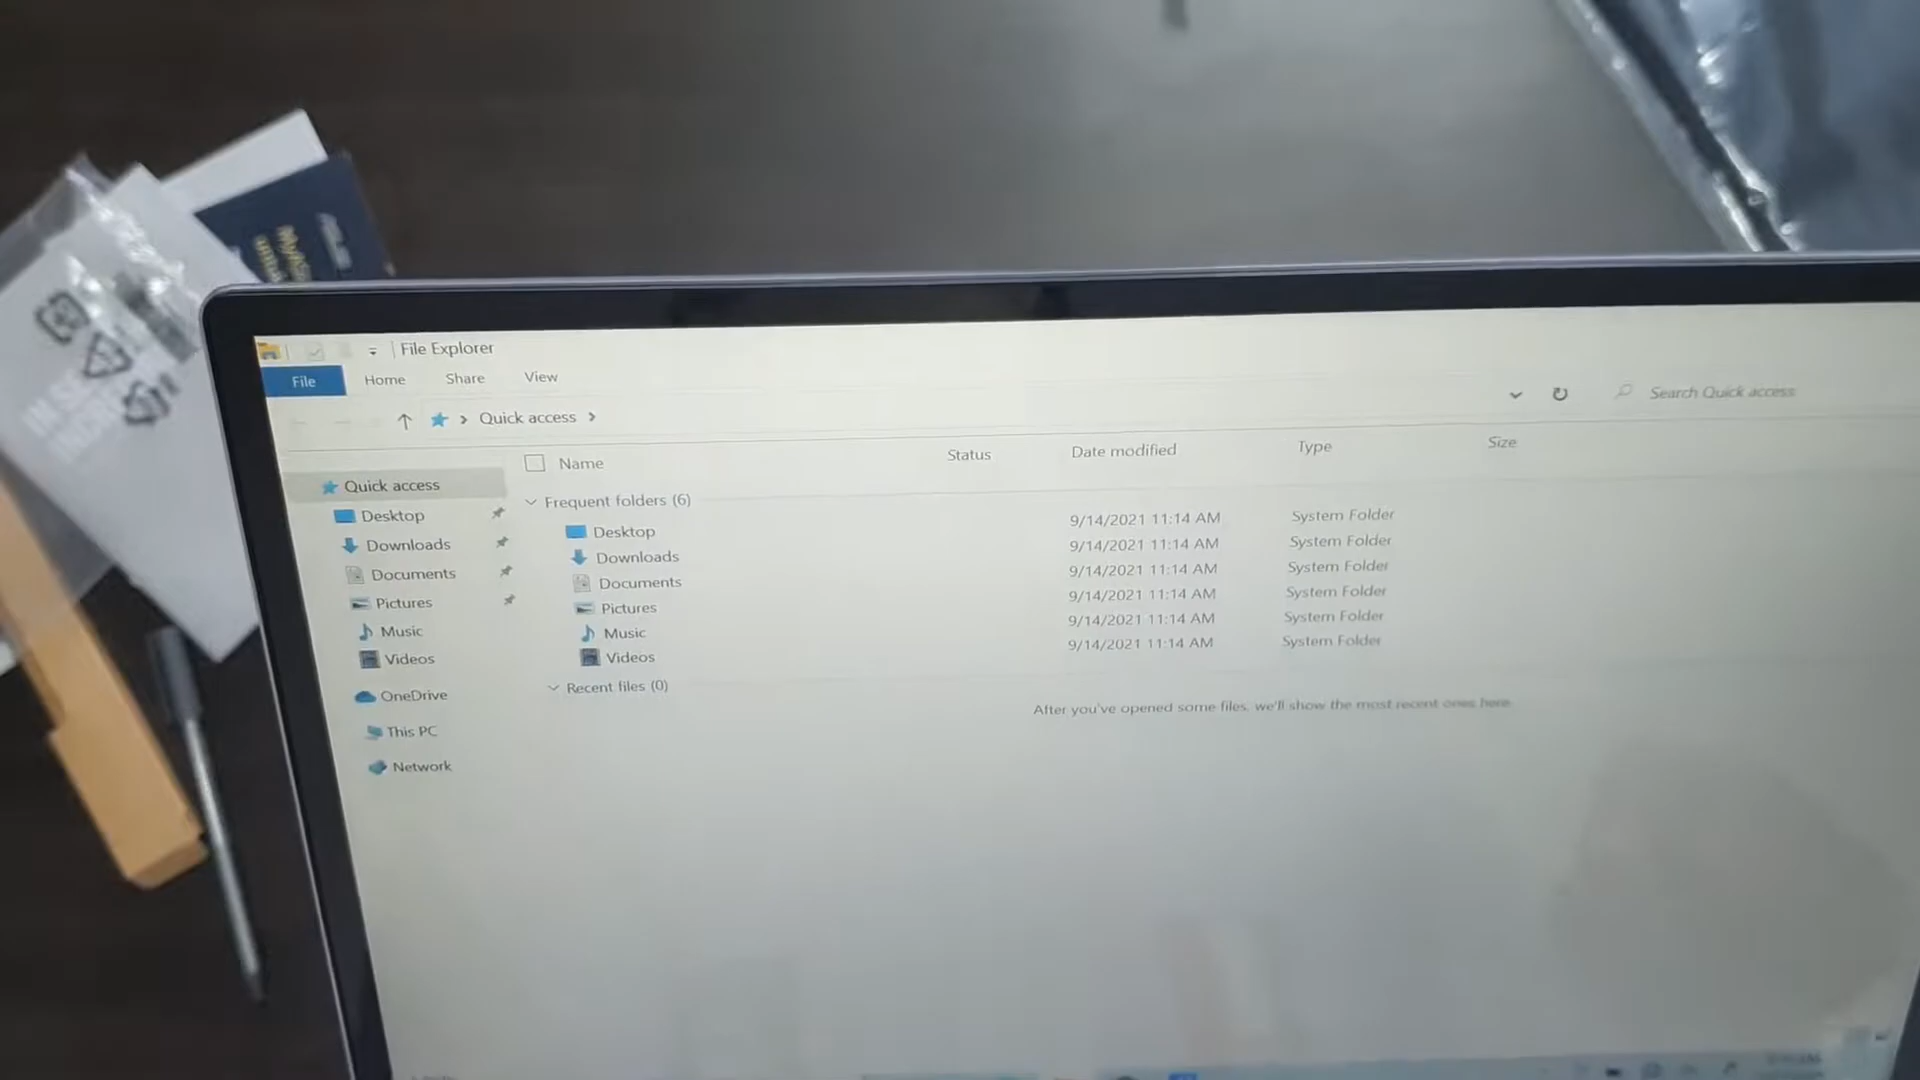 File Explorer
File Home Share View
Quick access
Search Quick access
Name Status Date modified Type Size
Quick access
Desktop
Downloads
Documents
Pictures
Music
Videos
OneDrive
This PC
Network
Frequent folders (6)
Desktop 9/14/2021 11:14 AM System Folder
Downloads 9/14/2021 11:14 AM System Folder
Documents 9/14/2021 11:14 AM System Folder
Pictures 9/14/2021 11:14 AM System Folder
Music 9/14/2021 11:14 AM System Folder
Videos 9/14/2021 11:14 AM System Folder
Recent files (0)
After you've opened some files, we'll show the most recent ones here.